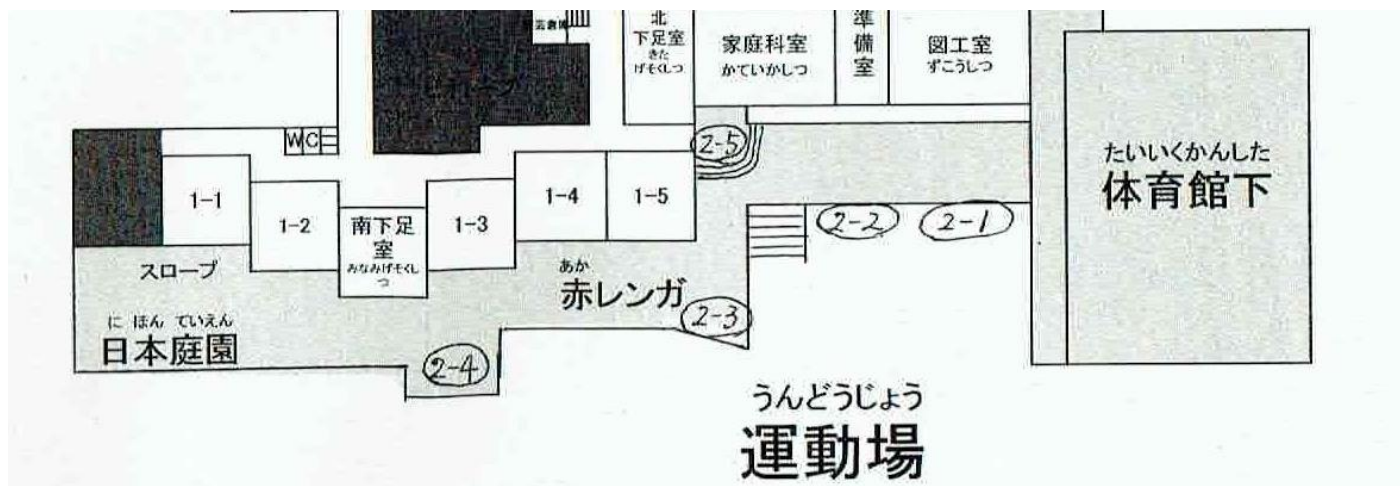 北
下足室
きた
げそくしつ
家庭科室
かていかしつ
準
備
室
図工室
ずこうしつ
WC
2-5
たいいくかんした
体育館下
1-1
1-2
南下足
室
みなみげそくし
つ
1-3
1-4
1-5
2-2
2-1
スロープ
あか
赤レンガ
2-3
に ほん ていえん
日本庭園
2-4
うんどうじょう
運動場